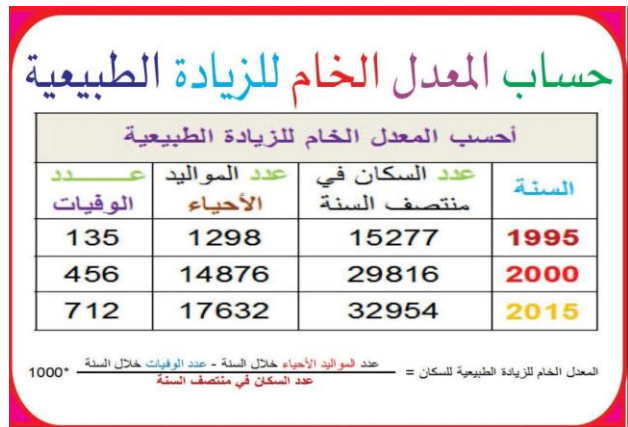 حساب المعدل الخام للزيادة الطبيعية
أحسب المعدل الخام للزيادة الطبيعية
السنة عدد السكان في منتصف السنة عدد المواليد الأحياء عـــــدد الوفيات
1995 15277 1298 135
2000 29816 14876 456
2015 32954 17632 712
المعدل الخام للزيادة الطبيعية للسكان = عدد المواليد الأحياء خلال السنة - عدد الوفيات خلال السنة *1000
عدد السكان في منتصف السنة